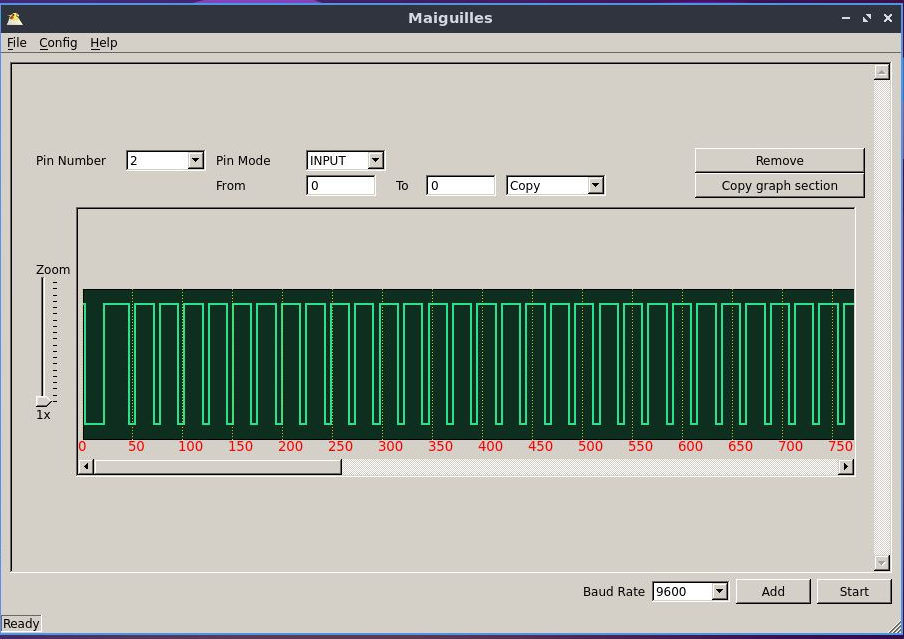 Maiguilles
File Config Help
Pin Number 2 Pin Mode INPUT Remove
From 0 To 0 Copy Copy graph section
Zoom
1x
0 50 100 150 200 250 300 350 400 450 500 550 600 650 700 750
Baud Rate 9600 Add Start
Ready